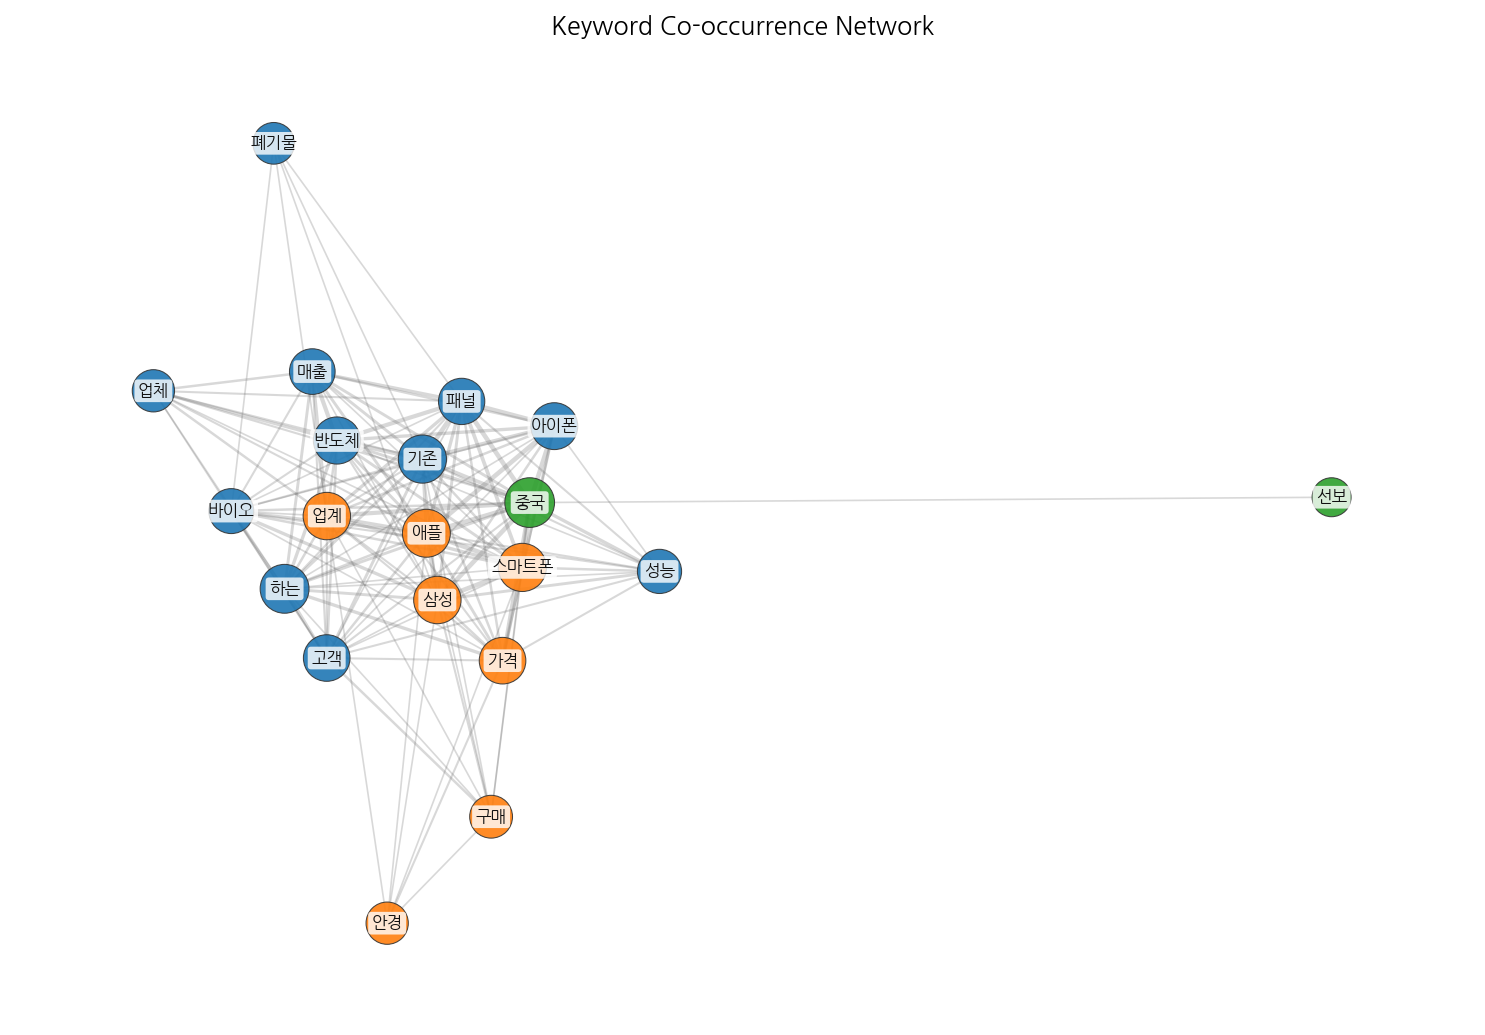 Keyword Co-occurrence Network
폐기물
매출
업체
패널
아이폰
반도체
기존
중국
선보
바이오
업계
애플
스마트폰
성능
하는
삼성
고객
가격
구매
안경